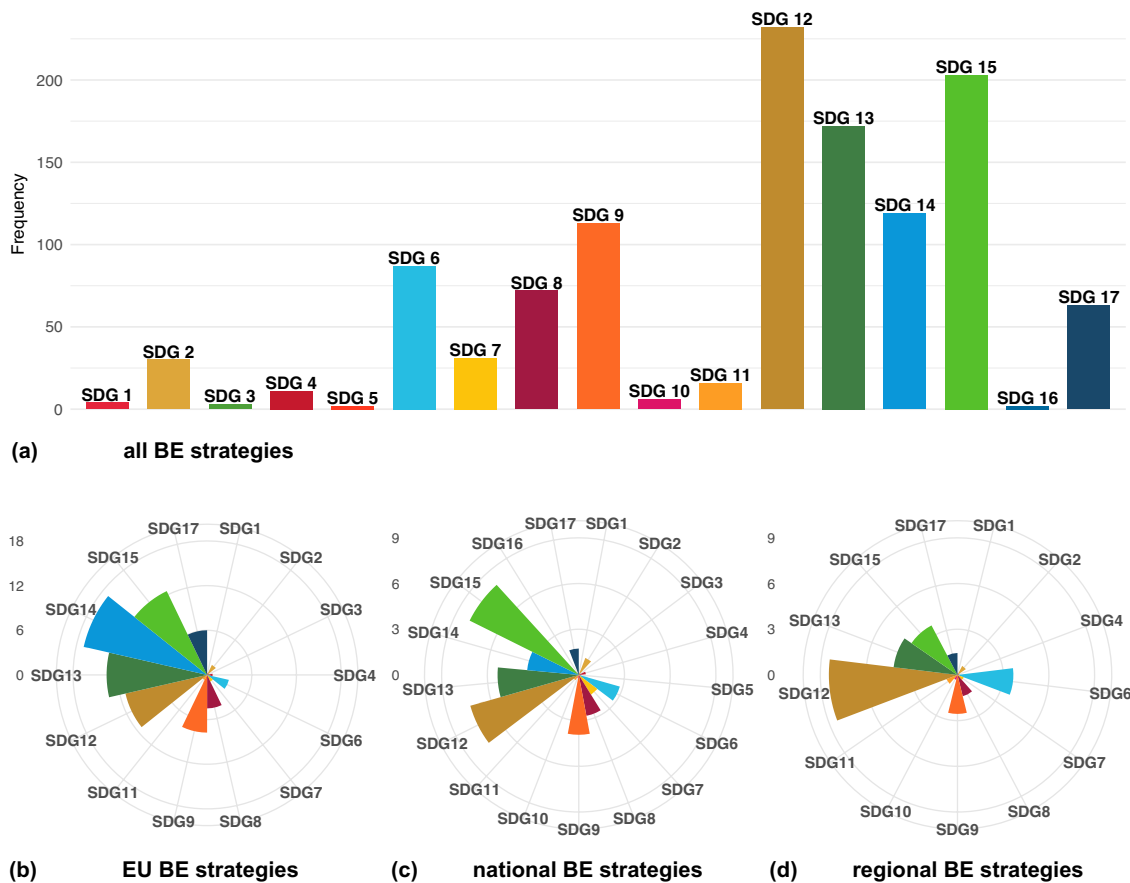 SDG 12
SDG 15
200
SDG 13
150
Frequency
SDG 14
SDG 9
100
SDG 6
SDG 8
SDG 17
50
SDG 2
SDG 7
SDG 11
SDG 4
SDG 1
SDG 3
SDG 5
SDG 10
SDG 16
0
(a) all BE strategies
18
12
6
0
SDG17
SDG1
SDG15
SDG2
SDG14
SDG3
SDG13
SDG4
SDG12
SDG6
SDG11
SDG7
SDG9
SDG8
(b) EU BE strategies
9
6
3
0
SDG17
SDG1
SDG16
SDG2
SDG15
SDG3
SDG14
SDG4
SDG13
SDG5
SDG12
SDG6
SDG11
SDG7
SDG10
SDG8
SDG9
(c) national BE strategies
9
6
3
0
SDG17
SDG1
SDG15
SDG2
SDG13
SDG4
SDG12
SDG6
SDG11
SDG7
SDG10
SDG8
SDG9
(d) regional BE strategies